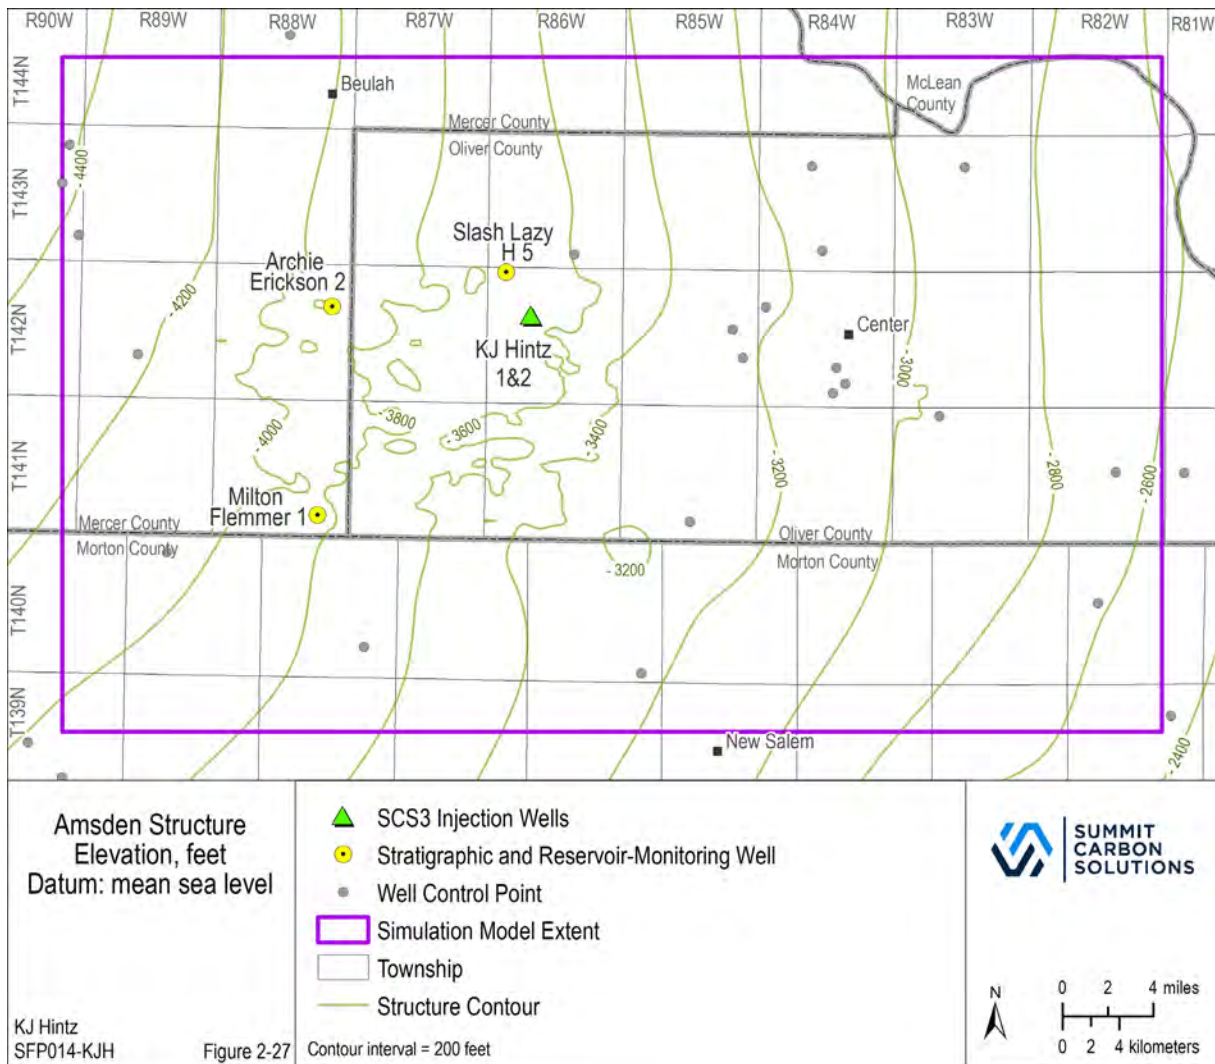 R90W
R89W
R88W
R87W
R86W
R85W
R84W
R83W
R82W
R81W
T144N
T143N
T142N
T141N
T140N
T139N
Beulah
McLean
County
Mercer County
Oliver County
- 4400
- 4200
Slash Lazy
H 5
Archie
Erickson 2
KJ Hintz
1&2
Center
- 3000
- 3800
- 3600
- 4000
- 3400
- 3200
- 2800
- 2600
Milton
Flemmer 1
Mercer County
Morton County
Oliver County
Morton County
- 3200
New Salem
- 2400
Amsden Structure
Elevation, feet
Datum: mean sea level
KJ Hintz
SFP014-KJH
Figure 2-27
SCS3 Injection Wells
Stratigraphic and Reservoir-Monitoring Well
Well Control Point
Simulation Model Extent
Township
Structure Contour
Contour interval = 200 feet
SUMMIT
CARBON
SOLUTIONS
N
0 2 4 miles
0 2 4 kilometers